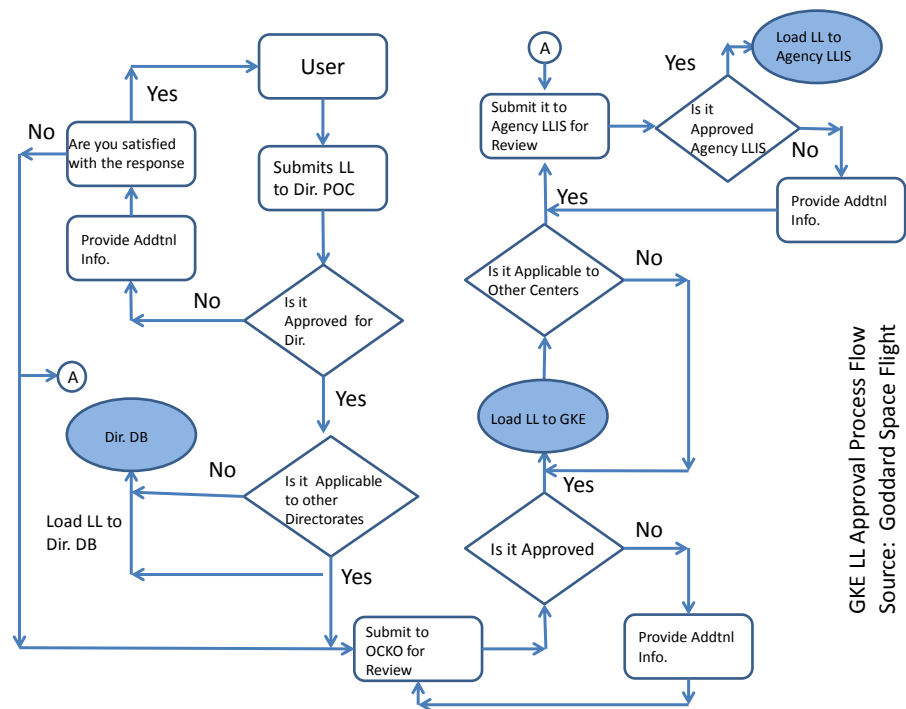 User
Yes
No
Are you satisfied
with the response
Submits LL
to Dir. POC
Provide Addtnl
Info.
No
Is it
Approved for
Dir.
A
Yes
Dir. DB
No
Is it Applicable
to other
Directorates
Load LL to
Dir. DB
Yes
Submit to
OCKO for
Review
A
Submit it to
Agency LLIS for
Review
Yes
Load LL to
Agency LLIS
Is it
Approved
Agency LLIS
No
Provide Addtnl
Info.
Yes
Is it Applicable to
Other Centers
No
Load LL to GKE
Yes
Is it Approved
No
Provide Addtnl
Info.
GKE LL Approval Process Flow
Source: Goddard Space Flight